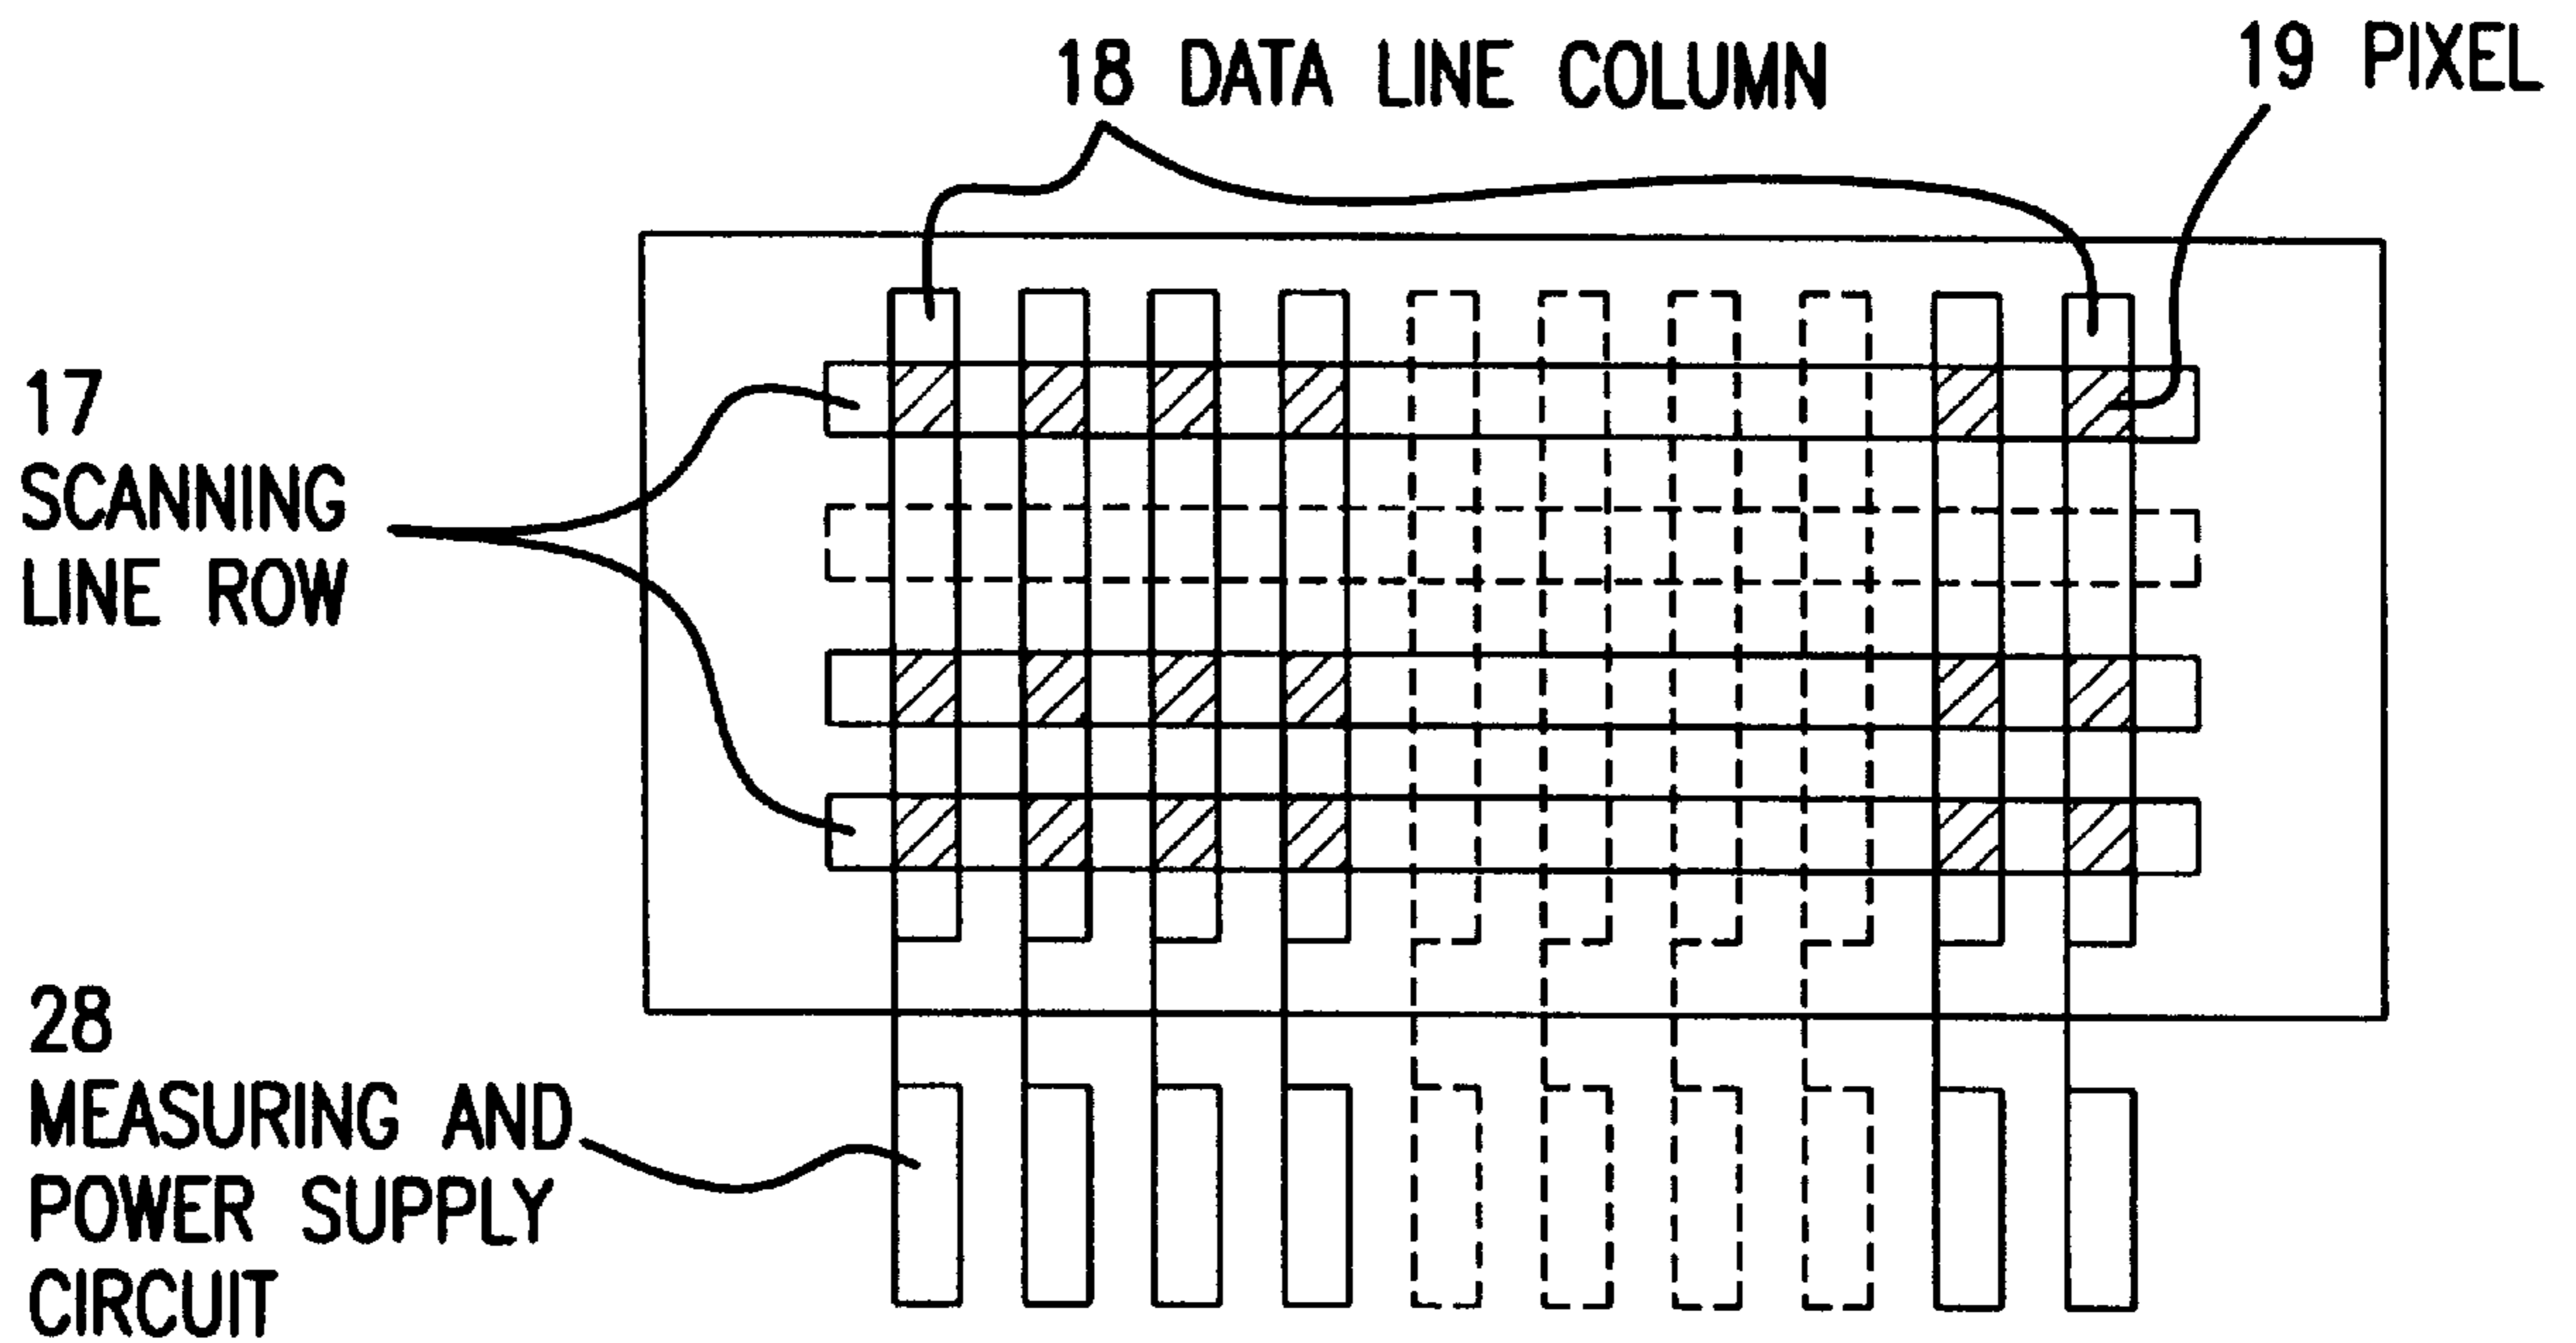 18 DATA LINE COLUMN
19 PIXEL
17
SCANNING
LINE ROW
28
MEASURING AND
POWER SUPPLY
CIRCUIT